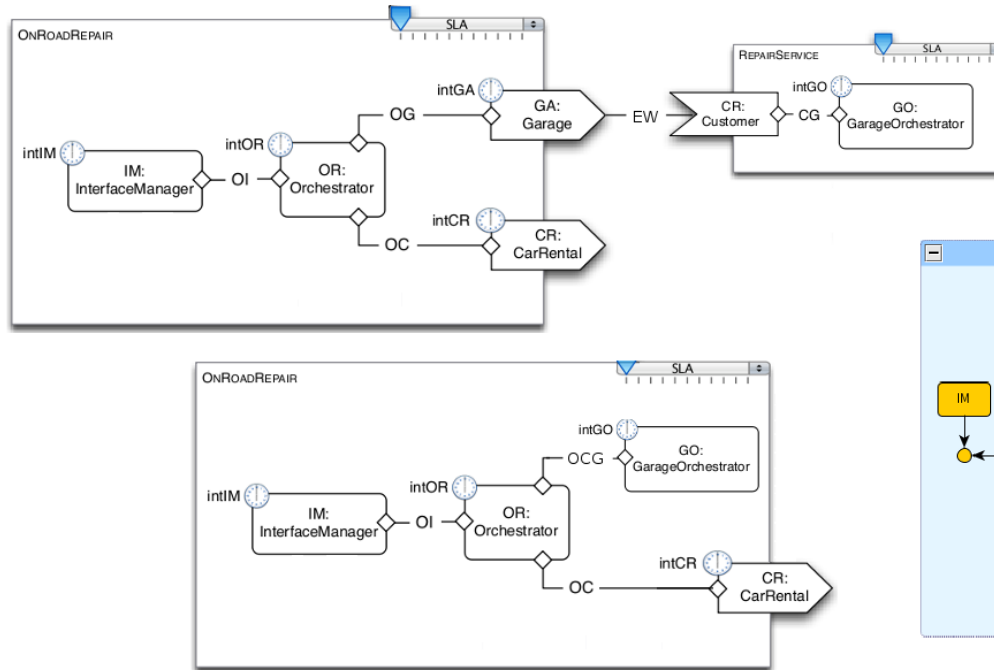 SLA
ONROADREPAIR
intGA
GA:
Garage
OG
EW
intIM
IM:
InterfaceManager
OI
intOR
OR:
Orchestrator
intCR
OC
CR:
CarRental
SLA
REPAIRSERVICE
intGO
CR:
Customer
CG
GO:
GarageOrchestrator
IM
SLA
ONROADREPAIR
intGO
GO:
GarageOrchestrator
OCG
intIM
IM:
InterfaceManager
OI
intOR
OR:
Orchestrator
intCR
OC
CR:
CarRental